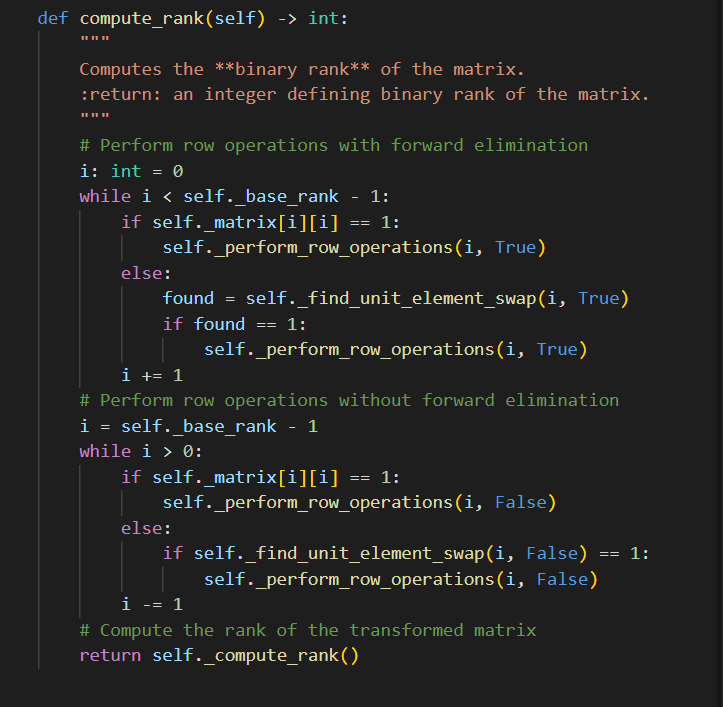 def compute_rank(self) -> int:
"""
Computes the **binary rank** of the matrix.
:return: an integer defining binary rank of the matrix.
"""
# Perform row operations with forward elimination
i: int = 0
while i < self._base_rank - 1:
if self._matrix[i][i] == 1:
self._perform_row_operations(i, True)
else:
found = self._find_unit_element_swap(i, True)
if found == 1:
self._perform_row_operations(i, True)
i += 1
# Perform row operations without forward elimination
i = self._base_rank - 1
while i > 0:
if self._matrix[i][i] == 1:
self._perform_row_operations(i, False)
else:
if self._find_unit_element_swap(i, False) == 1:
self._perform_row_operations(i, False)
i -= 1
# Compute the rank of the transformed matrix
return self._compute_rank()